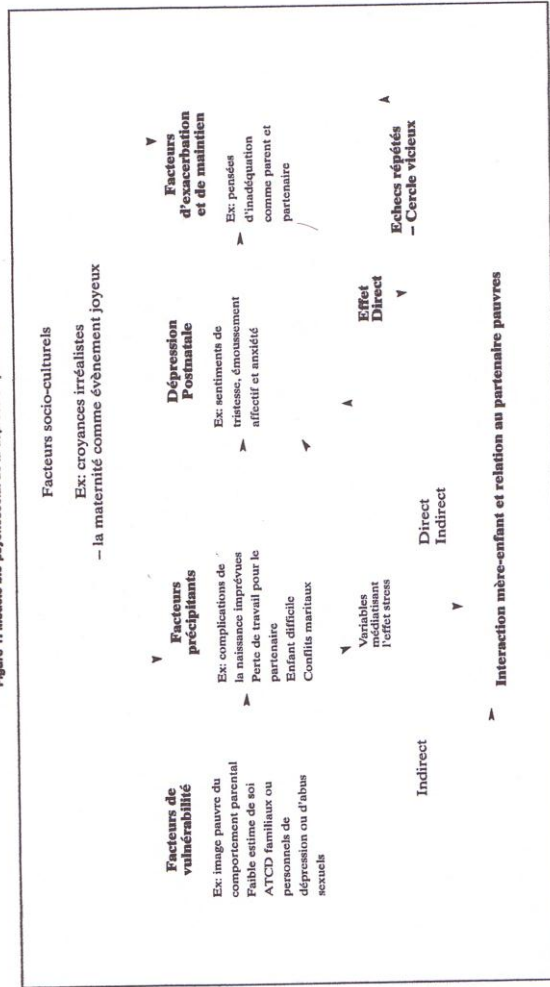 Facteurs socio-culturels
Ex: croyances irréalistes
– la maternité comme évènement joyeux
Facteurs de
vulnérabilité
Ex: image pauvre du
comportement parental
Faible estime de soi
ATCD familiaux ou
personnels de
dépression ou d'abus
sexuels
Facteurs
précipitants
Ex: complications de
la naissance imprévues
Perte de travail pour le
partenaire
Enfant difficile
Conflits maritaux
Dépression
Postnatale
Ex: sentiments de
tristesse, émoussement
affectif et anxiété
Facteurs
d'exacerbation
et de maintien
Ex: pensées
d'inadéquation
comme parent et
partenaire
Variables
médiatisant
l'effet stress
Effet
Direct
Echecs répétés
– Cercle vicieux
Indirect
Direct
Indirect
Interaction mère-enfant et relation au partenaire pauvres